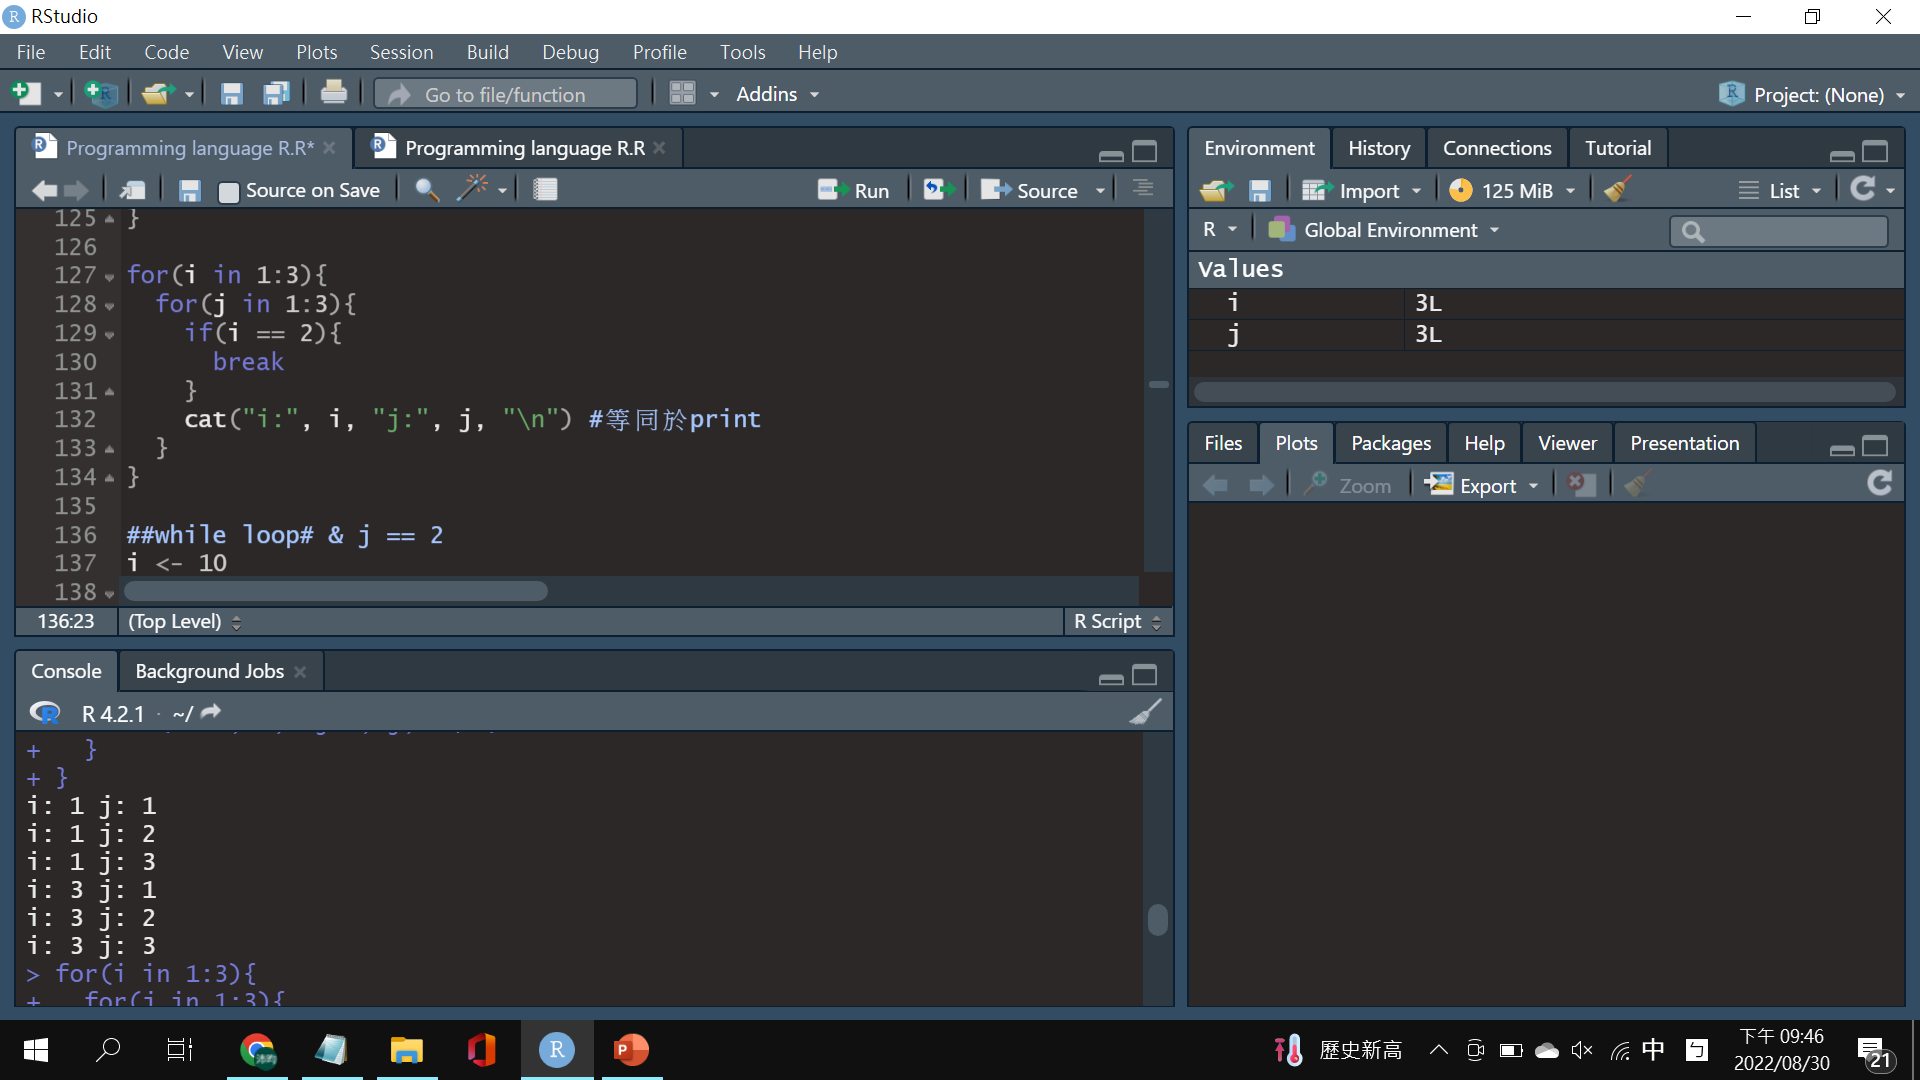 RStudio
File Edit Code View Plots Session Build Debug Profile Tools Help
Go to file/function Addins Project: (None)
Programming language R.R* Programming language R.R
Source on Save Run Source
125 }
126
127 for(i in 1:3){
128 for(j in 1:3){
129 if(i == 2){
130 break
131 }
132 cat("i:", i, "j:", j, "\n") #等同於print
133 }
134 }
135
136 ##while loop# & j == 2
137 i <- 10
138
136:23 (Top Level) R Script
Console Background Jobs
R 4.2.1 · ~/
+ }
+ }
i: 1 j: 1
i: 1 j: 2
i: 1 j: 3
i: 3 j: 1
i: 3 j: 2
i: 3 j: 3
> for(i in 1:3){
+ for(j in 1:3){
Environment History Connections Tutorial
Import 125 MiB List
R Global Environment
Values
i 3L
j 3L
Files Plots Packages Help Viewer Presentation
Zoom Export
歷史新高 中 ㄅ
下午 09:46
2022/08/30
21